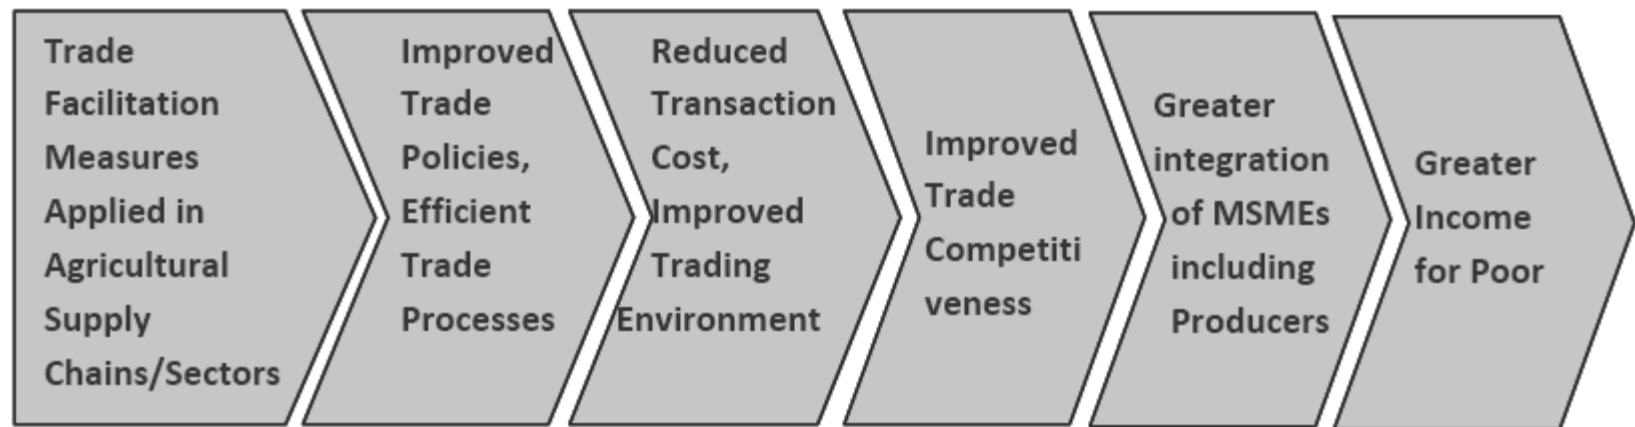 Trade
Facilitation
Measures
Applied in
Agricultural
Supply
Chains/Sectors
Improved
Trade
Policies,
Efficient
Trade
Processes
Reduced
Transaction
Cost,
Improved
Trading
Environment
Improved
Trade
Competiti
veness
Greater
integration
of MSMEs
including
Producers
Greater
Income
for Poor